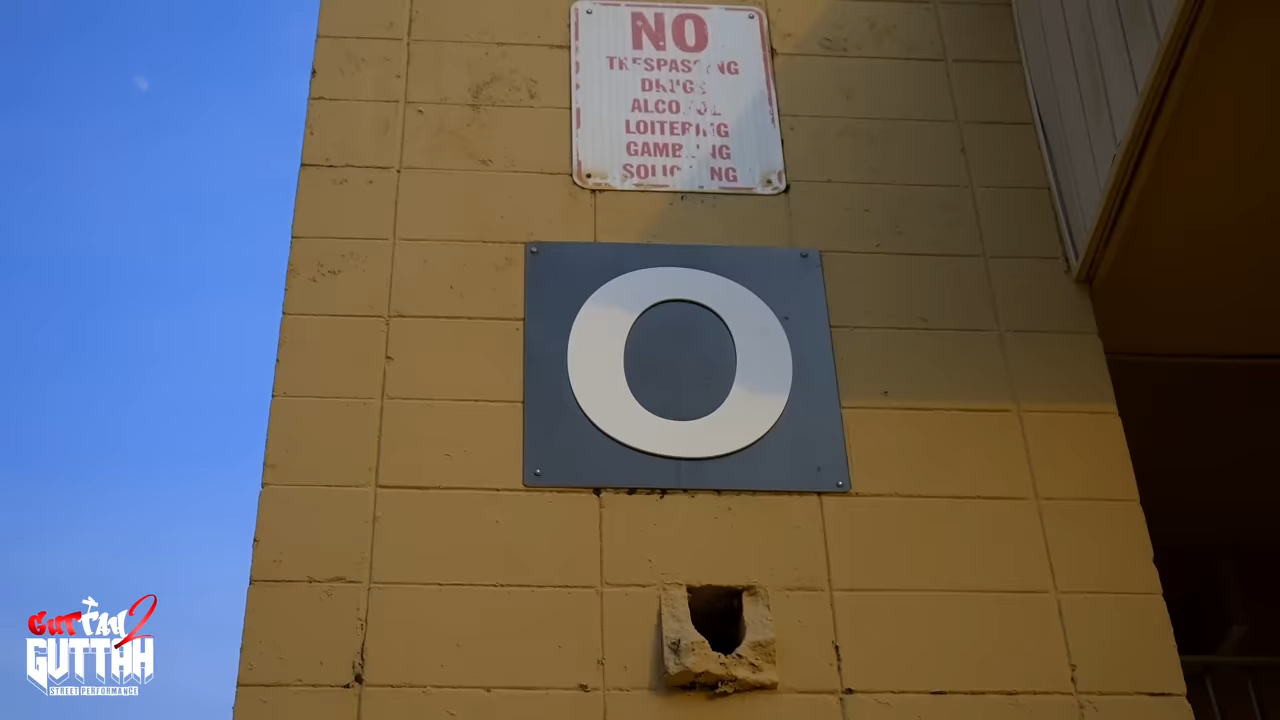 NO
TRESPASSING
DRUGS
ALCOHOL
LOITERING
GAMBLING
SOLICITING
O
GUTTAH 2
GUTTAH
STREET PERFORMANCE